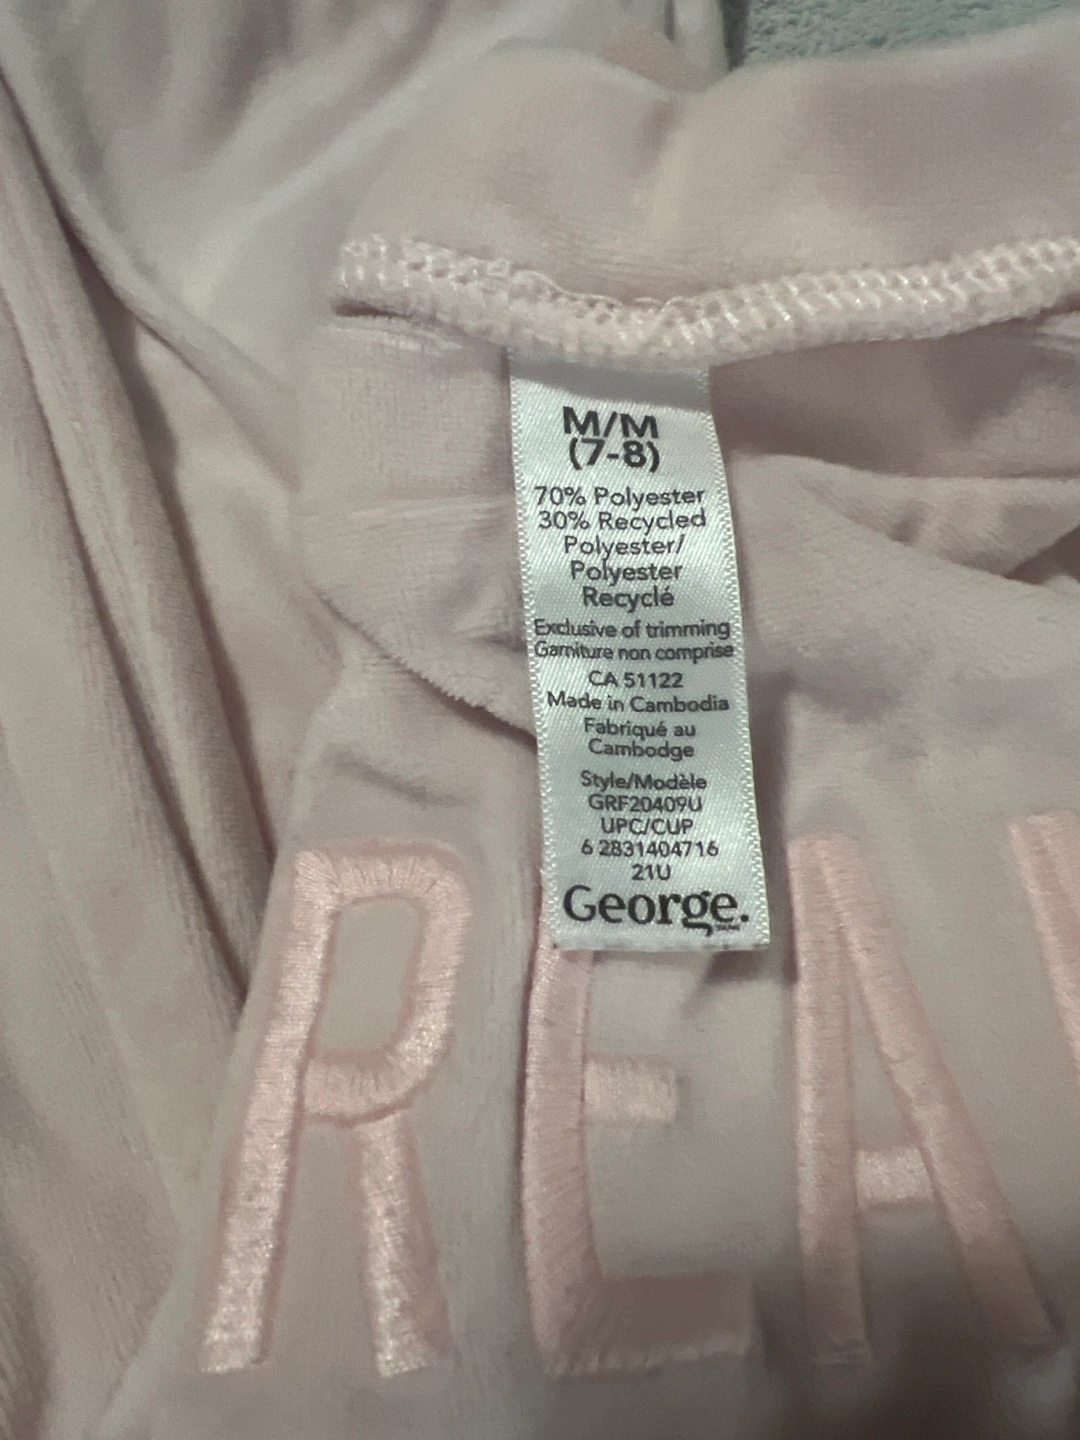 M/M
(7-8)
70% Polyester
30% Recycled
Polyester/
Polyester
Recyclé
Exclusive of trimming
Garniture non comprise
CA 51122
Made in Cambodia
Fabriqué au
Cambodge
Style/Modèle
GRF20409U
UPC/CUP
6 2831404716
21U
George.
REA